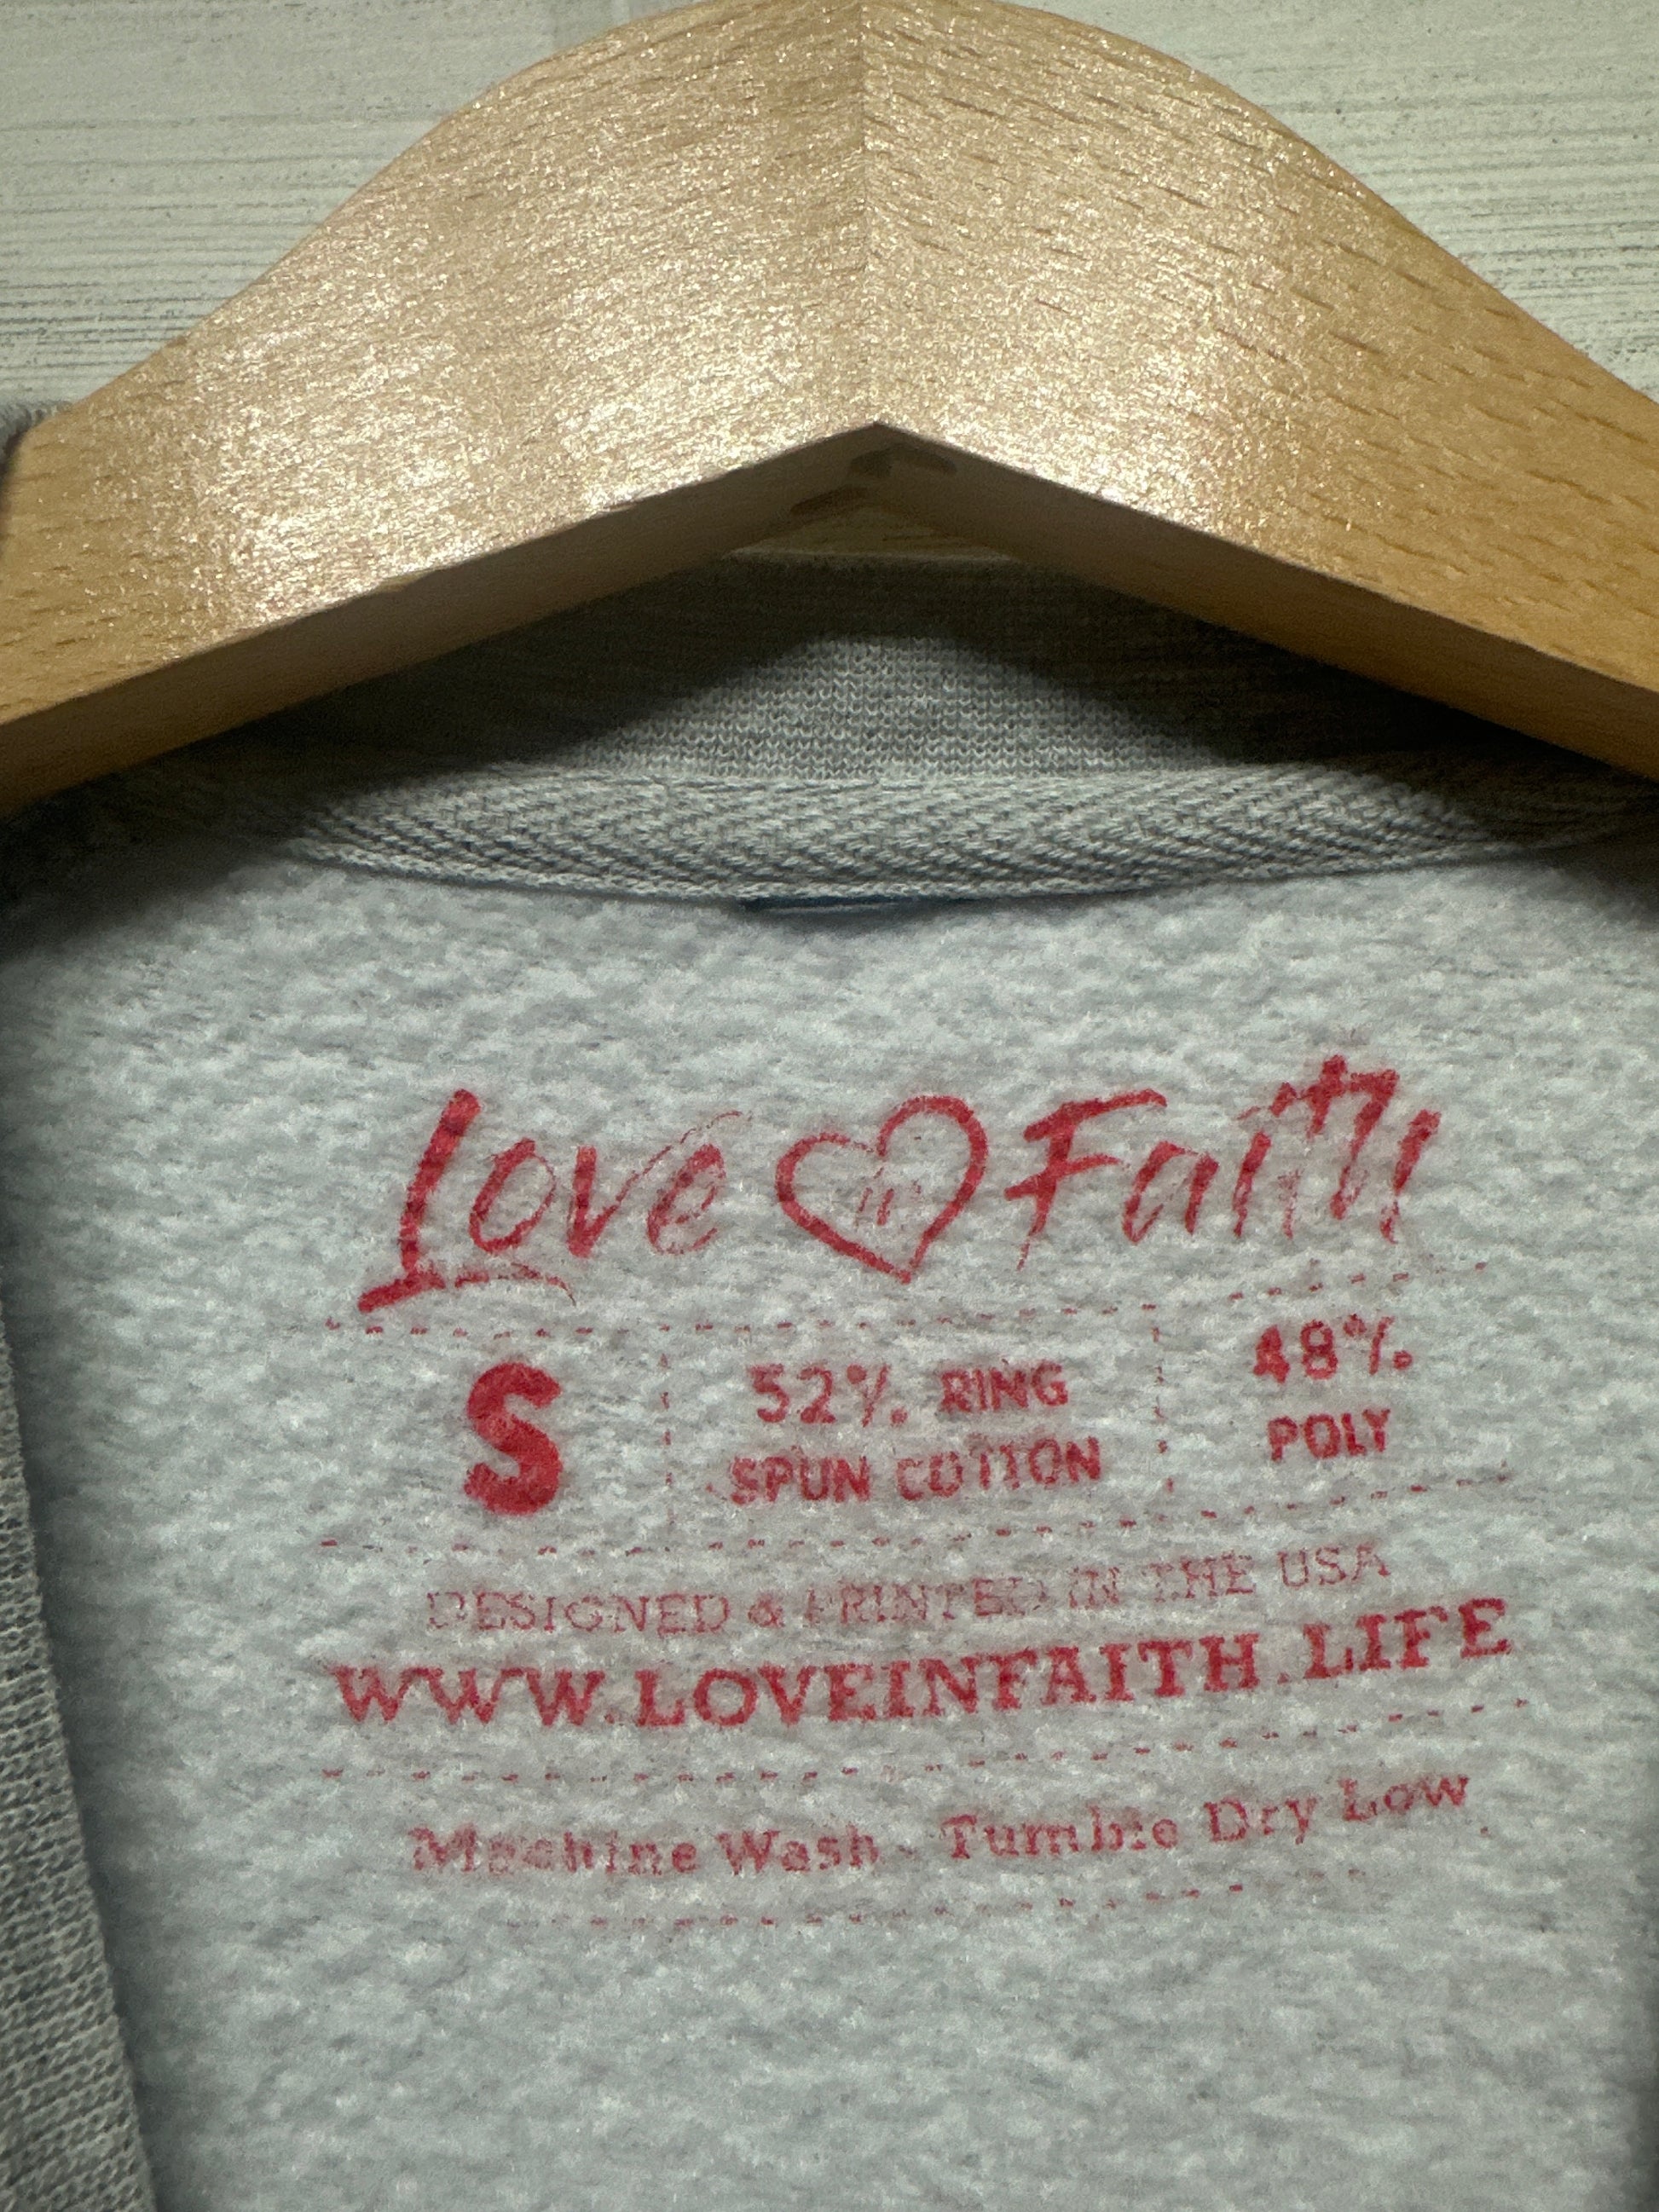 Love in Faith
S
52% RING
SPUN COTTON
48%
POLY
DESIGNED & PRINTED IN THE USA
WWW.LOVEINFAITH.LIFE
Machine Wash - Tumble Dry Low